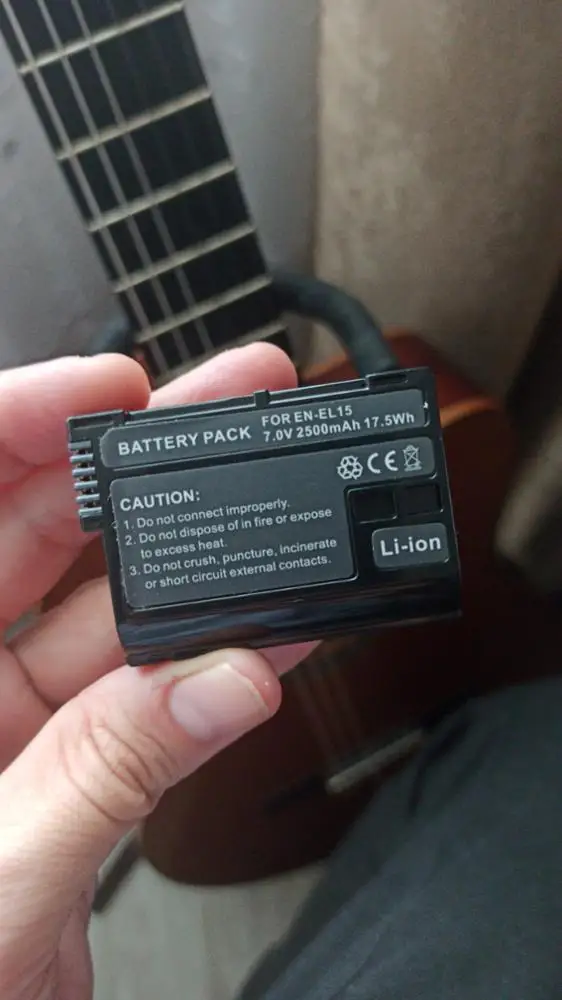 BATTERY PACK
FOR EN-EL15
7.0V 2500mAh 17.5Wh
CE
CAUTION:
1. Do not connect improperly.
2. Do not dispose of in fire or expose
to excess heat.
3. Do not crush, puncture, incinerate
or short circuit external contacts.
Li-ion